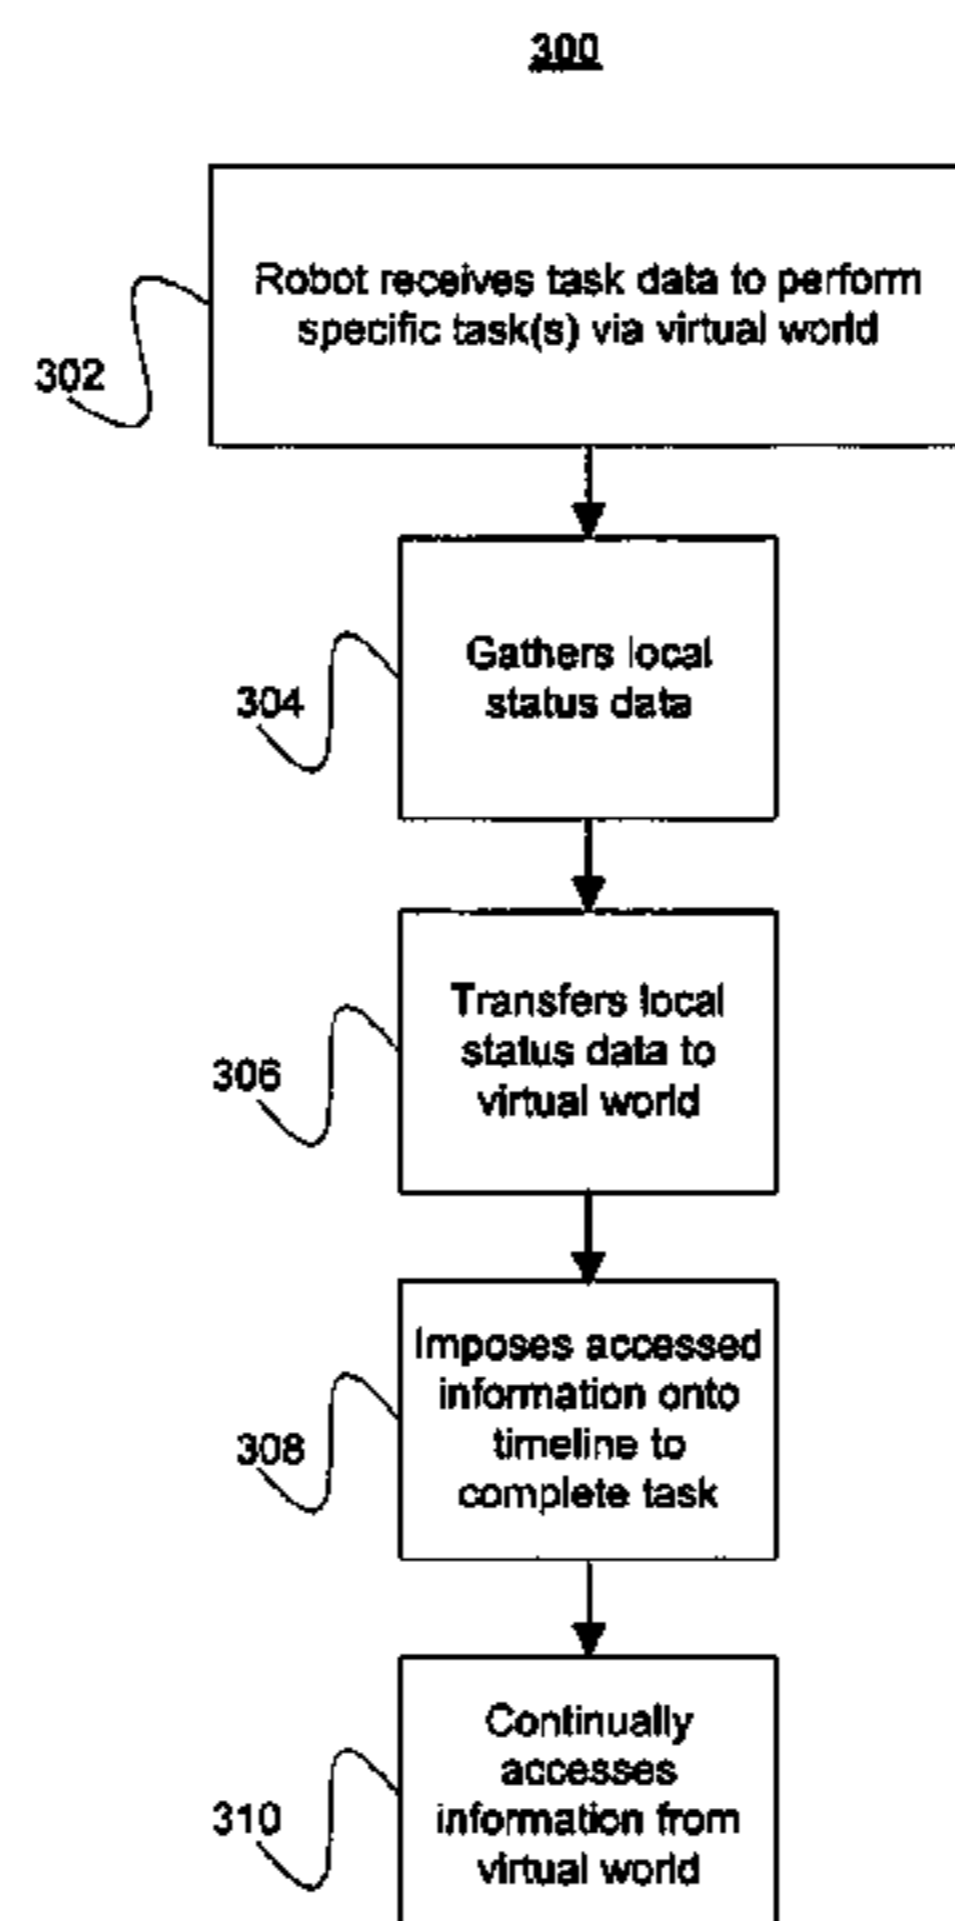 300
Robot receives task data to perform
specific task(s) via virtual world
302
Gathers local
status data
304
Transfers local
status data to
virtual world
306
Imposes accessed
information onto
timeline to
complete task
308
Continually
accesses
information from
virtual world
310